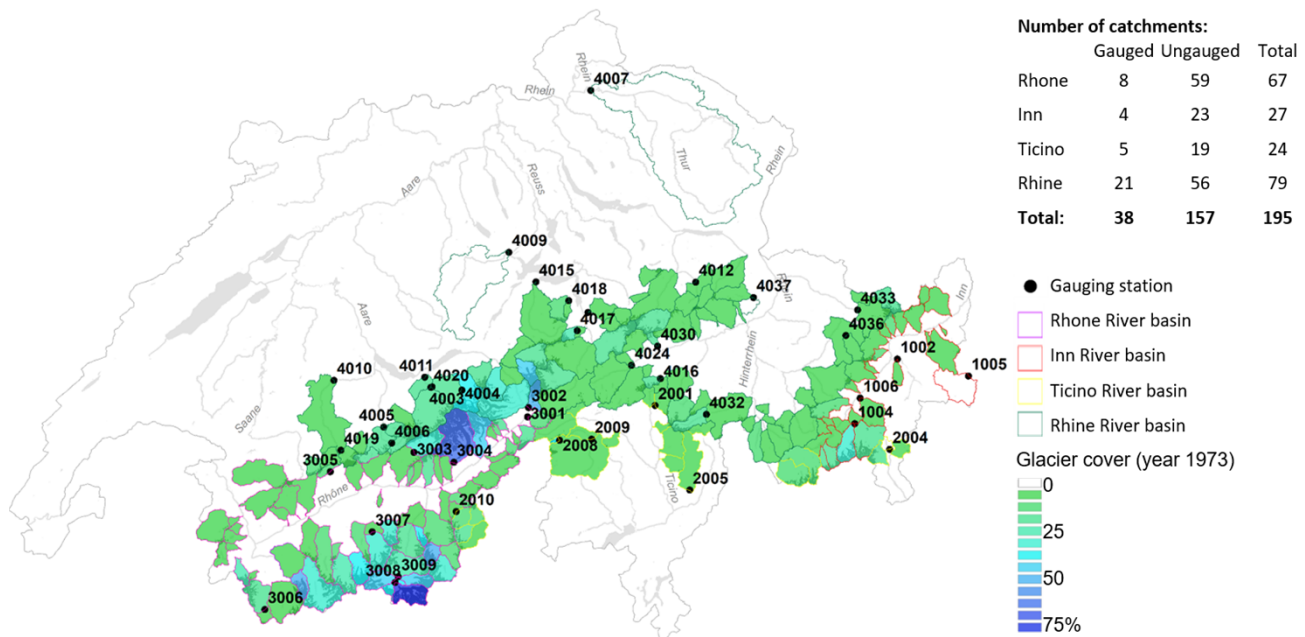 Number of catchments:
Gauged Ungauged Total
Rhone 8 59 67
Inn 4 23 27
Ticino 5 19 24
Rhine 21 56 79
Total: 38 157 195
Gauging station
Rhone River basin
Inn River basin
Ticino River basin
Rhine River basin
Glacier cover (year 1973)
0
25
50
75%
Rhein
4007
Rhein
Thur
Rhein
Reuss
Aare
4009
4015
4012
4018
4037
Rhein
Inn
4033
4017
Aare
4030
4036
4024
1002
Hinterrhein
4010
4011
4020
4016
1005
4003
4004
3002
2001
1006
Saane
3001
4032
1004
4005
4006
2009
2008
2004
4019
3003
3004
3005
2005
Rhône
Ticino
2010
3007
3009
3008
3006